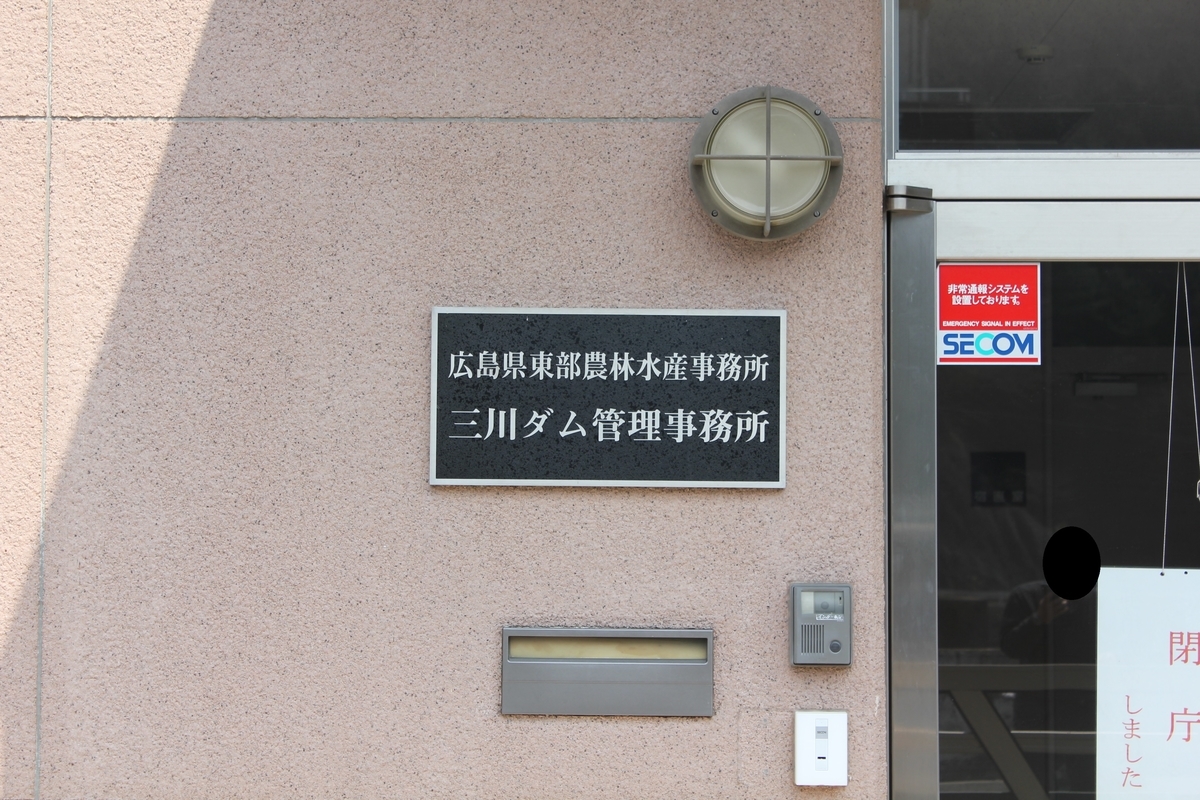 広島県東部農林水産事務所
三川ダム管理事務所
非常通報システムを
設置しております。
EMERGENCY SIGNAL IN EFFECT
SECOM
閉庁
しました